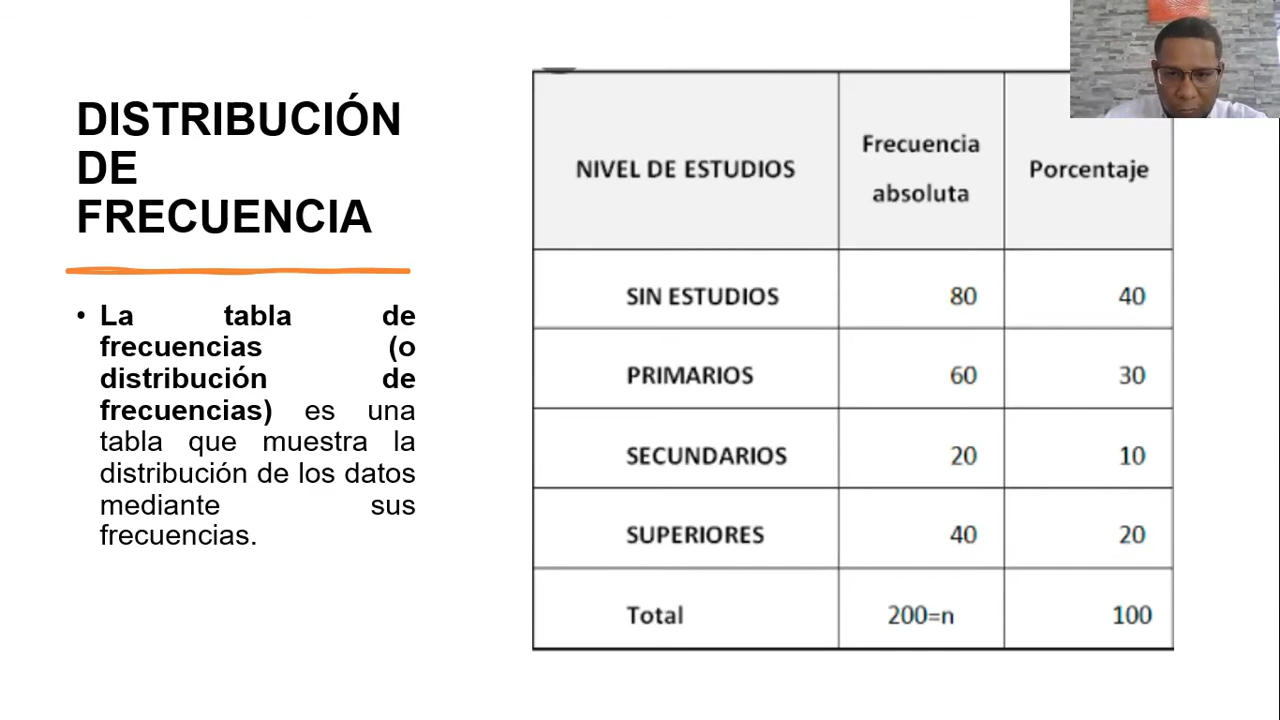 DISTRIBUCIÓN
DE
FRECUENCIA
• La tabla de
frecuencias (o
distribución de
frecuencias) es una
tabla que muestra la
distribución de los datos
mediante sus
frecuencias.
NIVEL DE ESTUDIOS Frecuencia absoluta Porcentaje
SIN ESTUDIOS 80 40
PRIMARIOS 60 30
SECUNDARIOS 20 10
SUPERIORES 40 20
Total 200=n 100